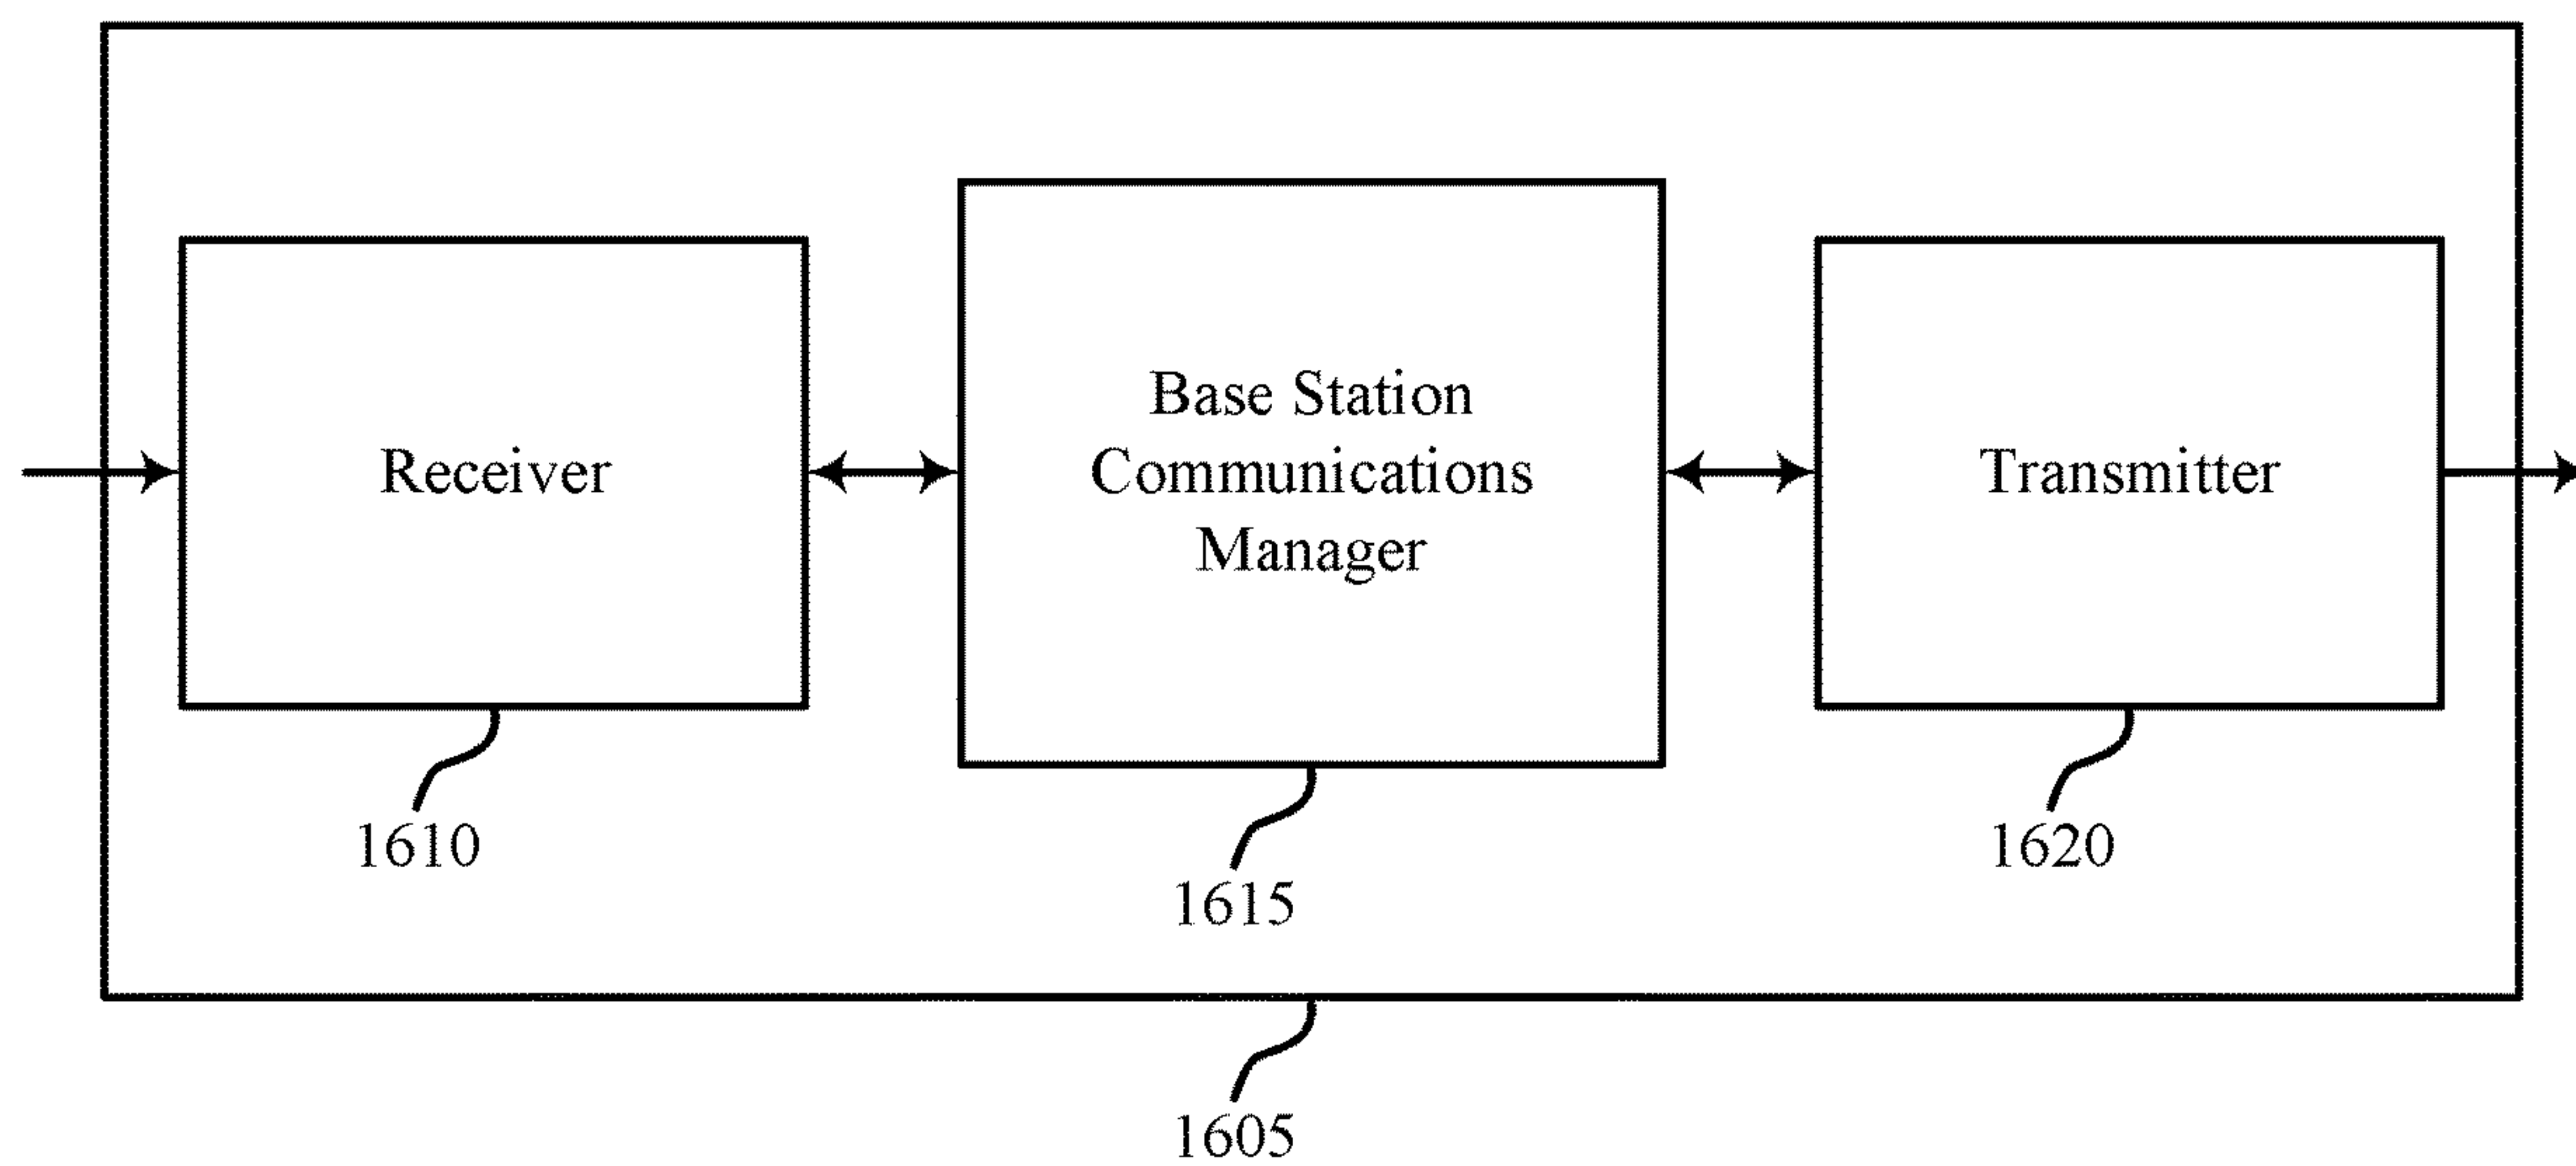 Receiver
Base Station
Communications
Manager
Transmitter
1610
1615
1620
1605